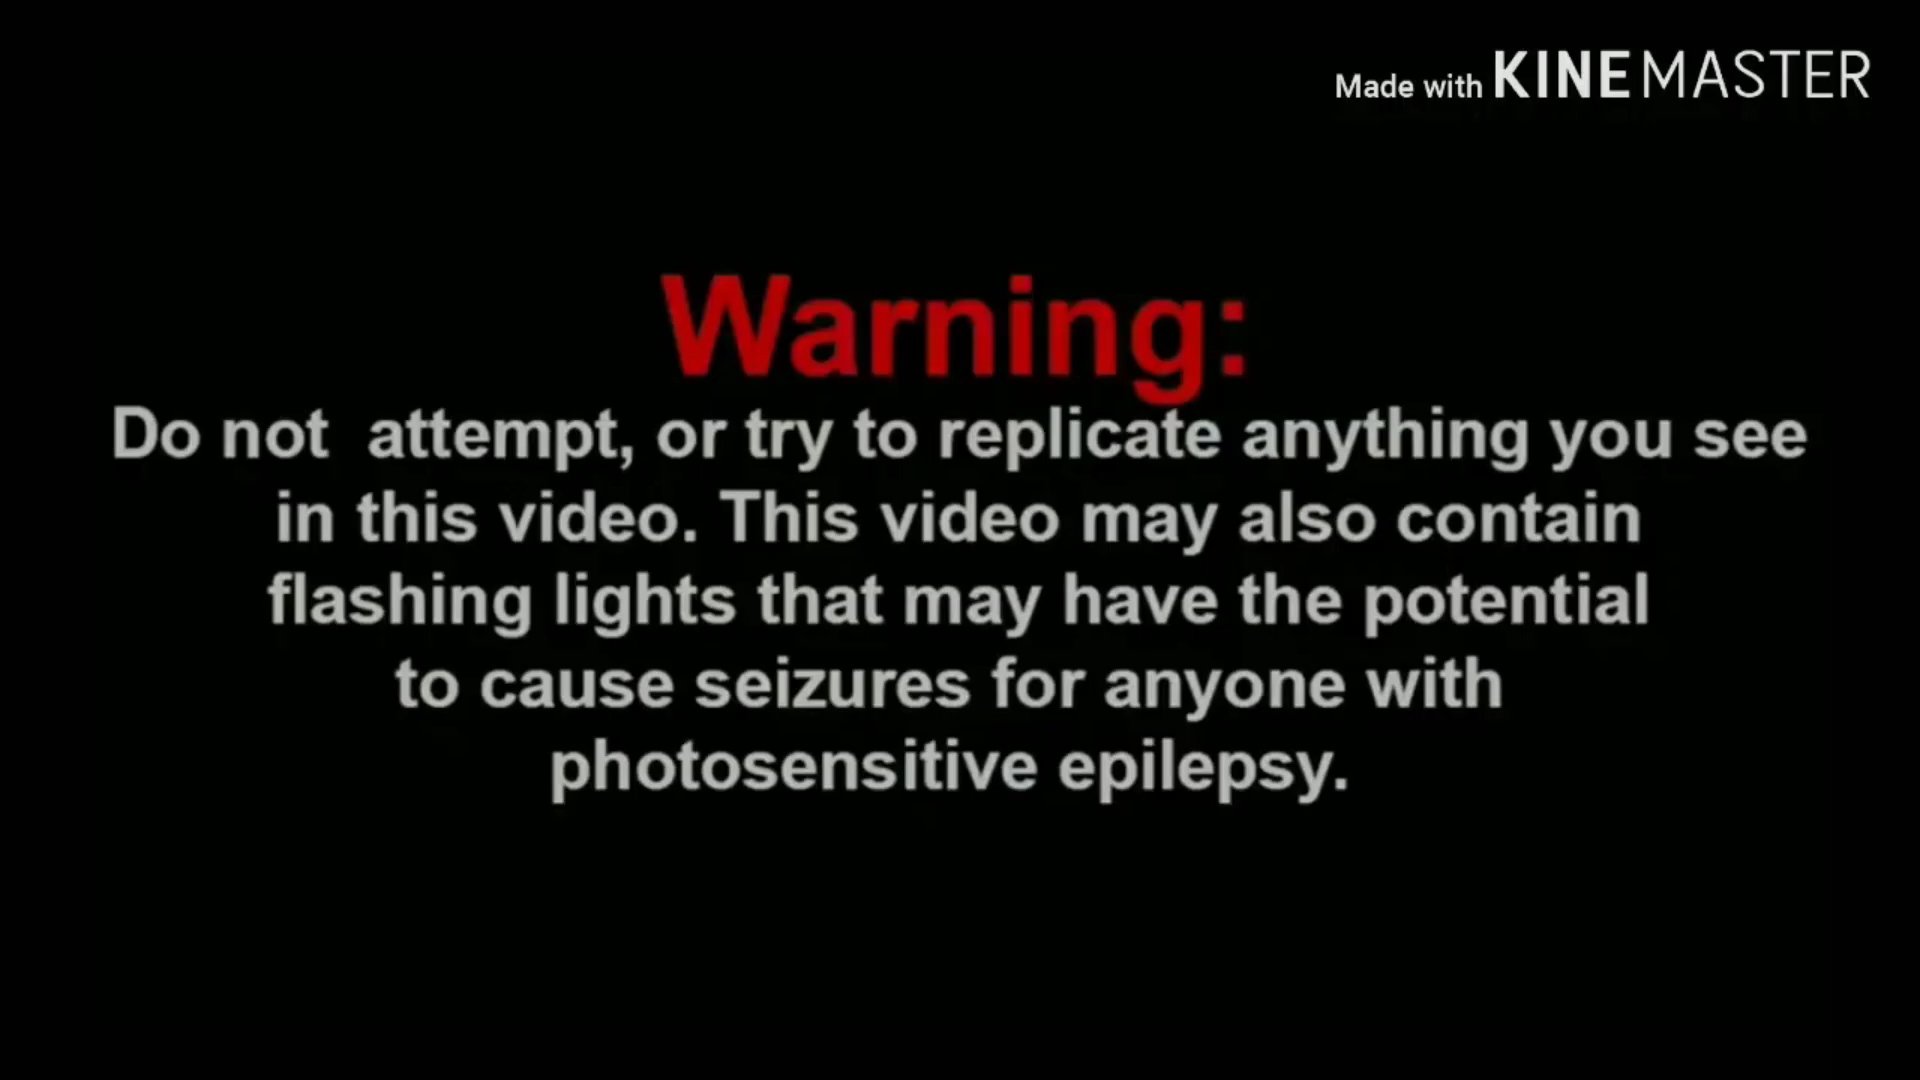 Made with KINEMASTER
Warning:
Do not  attempt, or try to replicate anything you see
in this video. This video may also contain
flashing lights that may have the potential
to cause seizures for anyone with
photosensitive epilepsy.